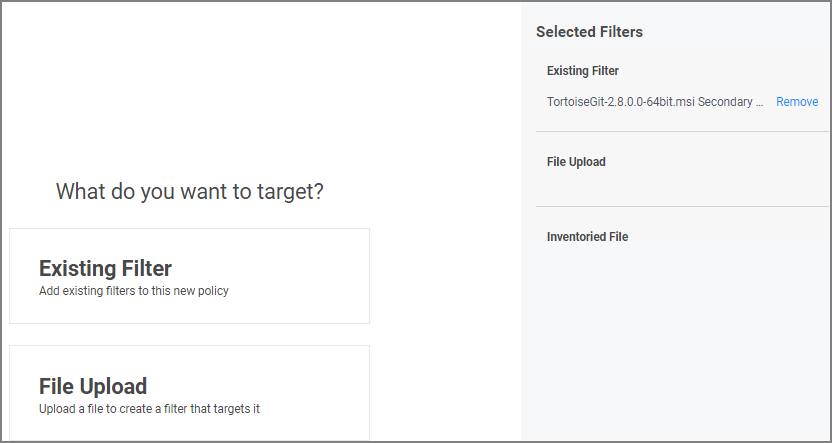 What do you want to target?
Existing Filter
Add existing filters to this new policy
File Upload
Upload a file to create a filter that targets it
Selected Filters
Existing Filter
TortoiseGit-2.8.0.0-64bit.msi Secondary ... Remove
File Upload
Inventoried File